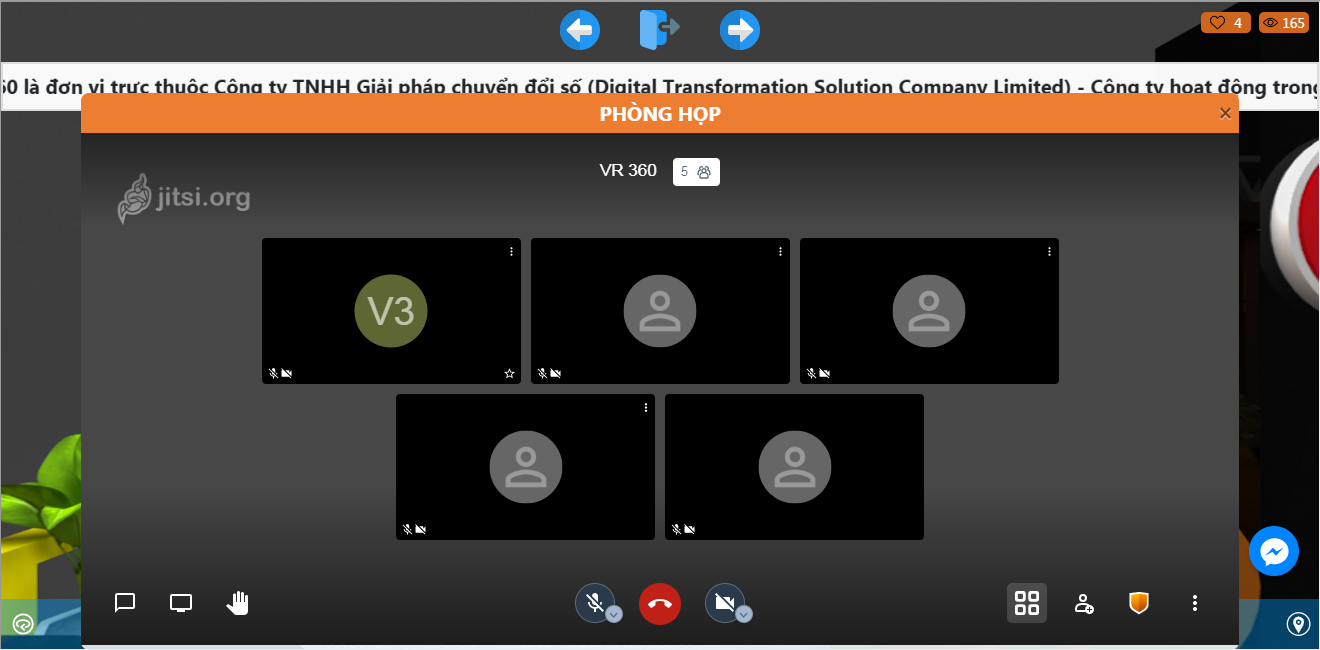 4
165
60 là đơn vị trực thuộc Công ty TNHH Giải pháp chuyển đổi số (Digital Transformation Solution Company Limited) - Công ty hoạt động trong
PHÒNG HỌP
VR 360
5
jitsi.org
V3